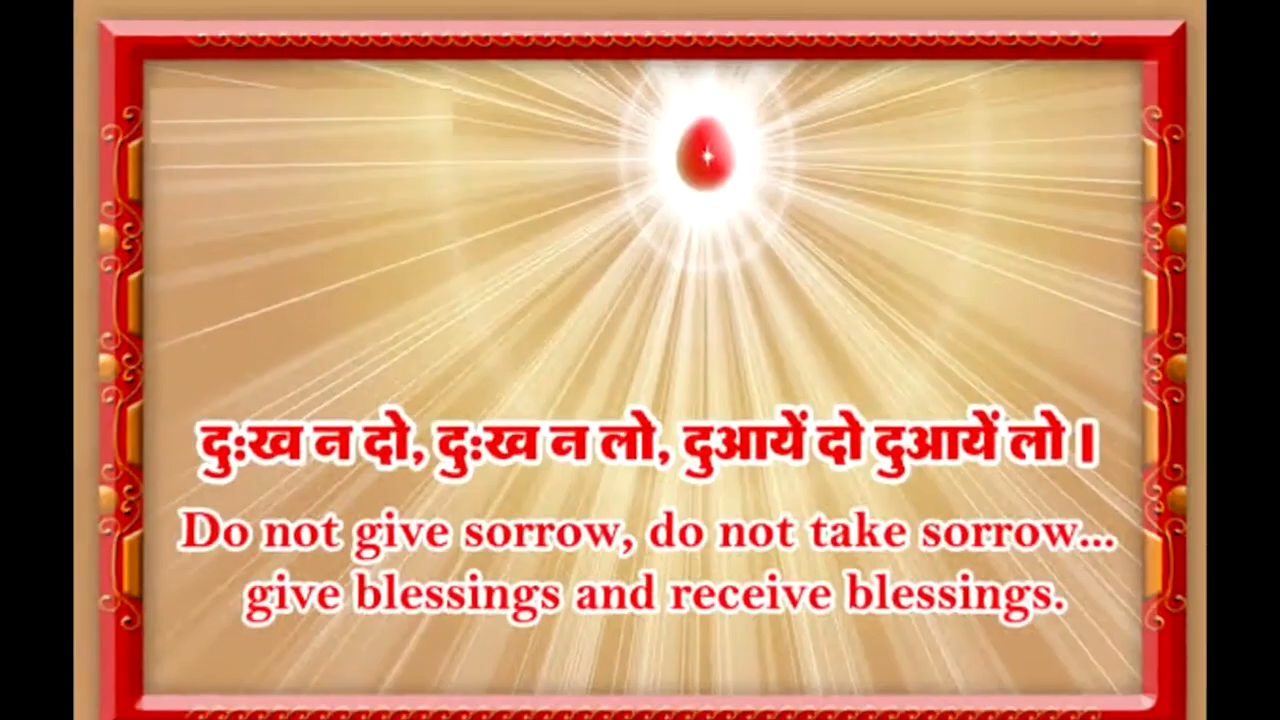 दुःख न दो, दुःख न लो, दुआयें दो दुआयें लो।
Do not give sorrow, do not take sorrow...
give blessings and receive blessings.